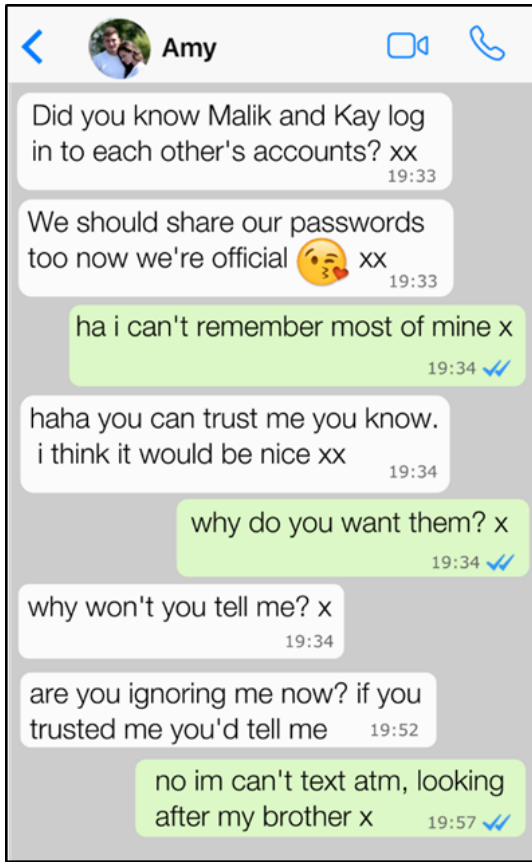 Amy
Did you know Malik and Kay log
in to each other's accounts? xx
19:33
We should share our passwords
too now we're official 😘 xx
19:33
ha i can't remember most of mine x
19:34
haha you can trust me you know.
i think it would be nice xx
19:34
why do you want them? x
19:34
why won't you tell me? x
19:34
are you ignoring me now? if you
trusted me you'd tell me 19:52
no im can't text atm, looking
after my brother x 19:57